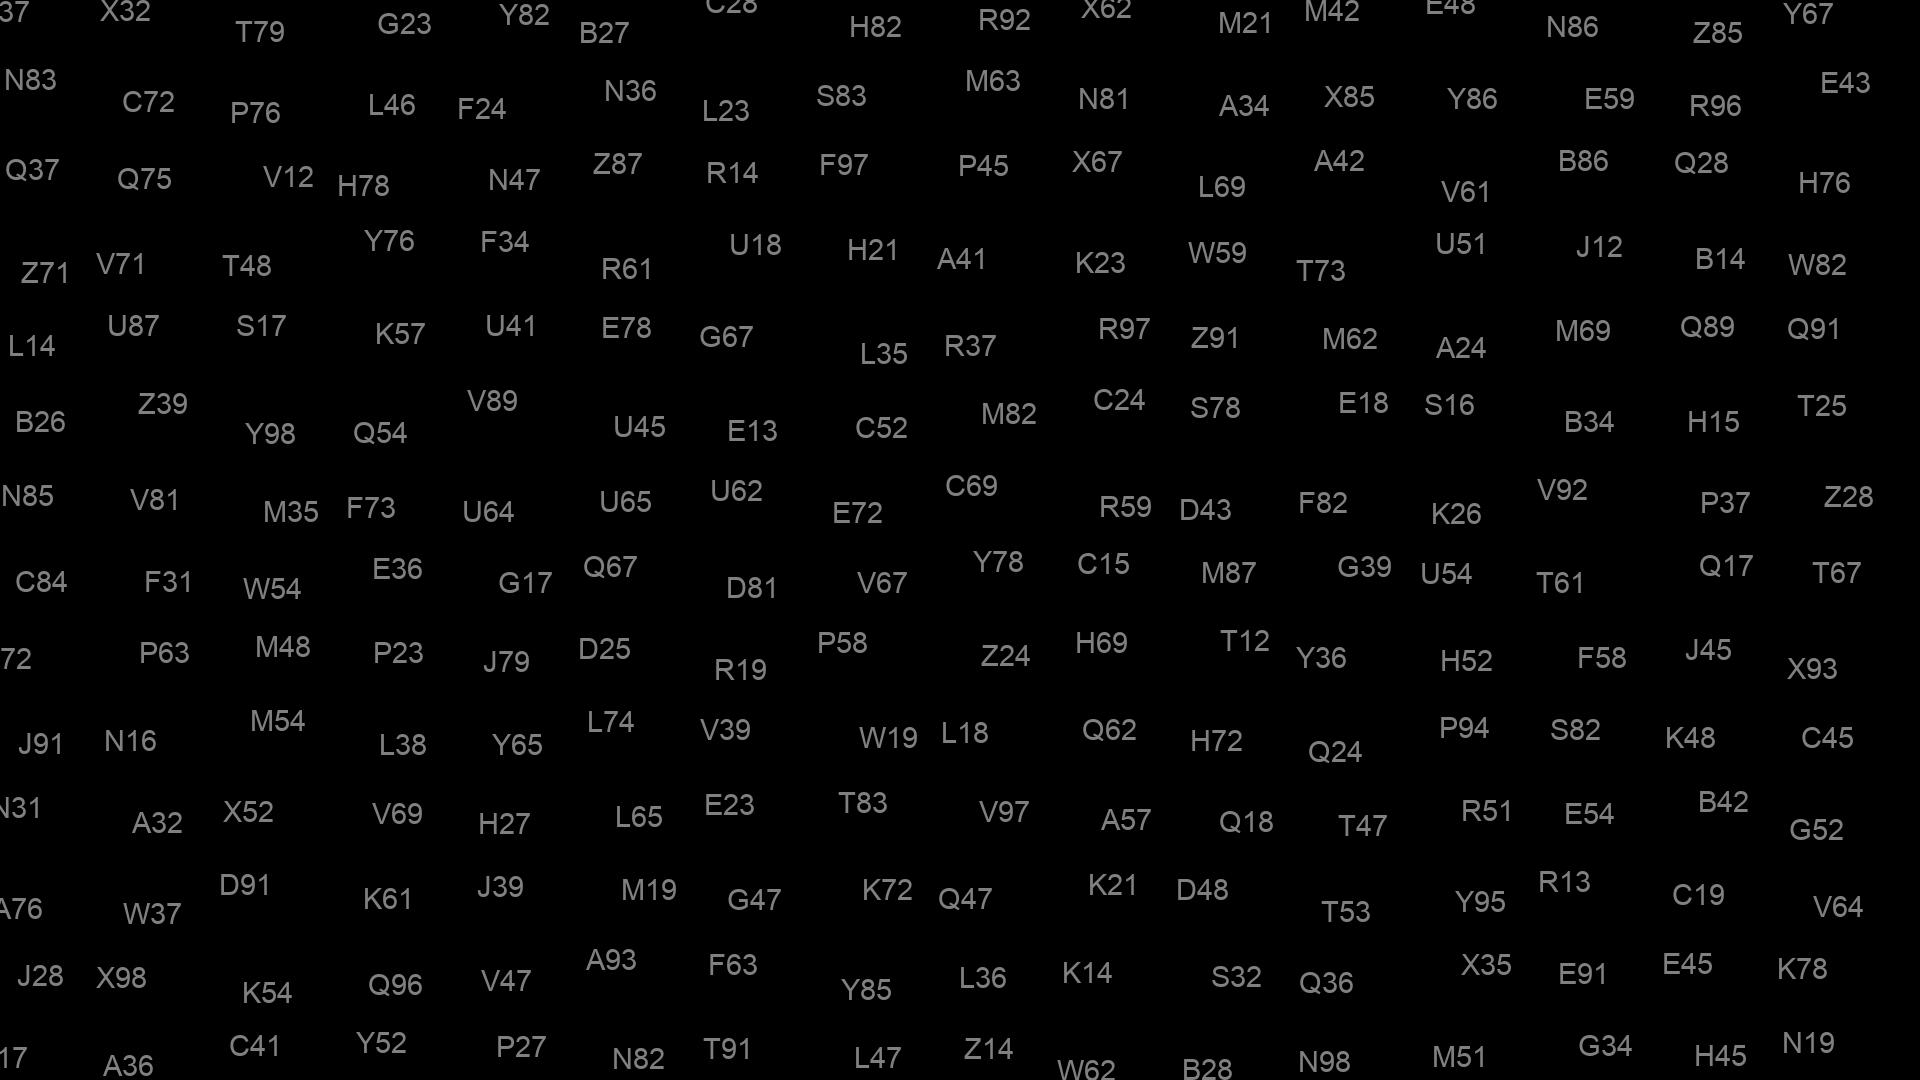 37 X32 T79 G23 Y82 B27 C28 H82 R92 X62 M21 M42 E48 N86 Z85 Y67
N83 C72 P76 L46 F24 N36 L23 S83 M63 N81 A34 X85 Y86 E59 R96 E43
Q37 Q75 V12 H78 N47 Z87 R14 F97 P45 X67 L69 A42 V61 B86 Q28 H76
Z71 V71 T48 Y76 F34 R61 U18 H21 A41 K23 W59 T73 U51 J12 B14 W82
L14 U87 S17 K57 U41 E78 G67 L35 R37 R97 Z91 M62 A24 M69 Q89 Q91
B26 Z39 Y98 Q54 V89 U45 E13 C52 M82 C24 S78 E18 S16 B34 H15 T25
N85 V81 M35 F73 U64 U65 U62 E72 C69 R59 D43 F82 K26 V92 P37 Z28
C84 F31 W54 E36 G17 Q67 D81 V67 Y78 C15 M87 G39 U54 T61 Q17 T67
72 P63 M48 P23 J79 D25 R19 P58 Z24 H69 T12 Y36 H52 F58 J45 X93
J91 N16 M54 L38 Y65 L74 V39 W19 L18 Q62 H72 Q24 P94 S82 K48 C45
N31 A32 X52 V69 H27 L65 E23 T83 V97 A57 Q18 T47 R51 E54 B42 G52
A76 W37 D91 K61 J39 M19 G47 K72 Q47 K21 D48 T53 Y95 R13 C19 V64
J28 X98 K54 Q96 V47 A93 F63 Y85 L36 K14 S32 Q36 X35 E91 E45 K78
17 A36 C41 Y52 P27 N82 T91 L47 Z14 W62 B28 N98 M51 G34 H45 N19